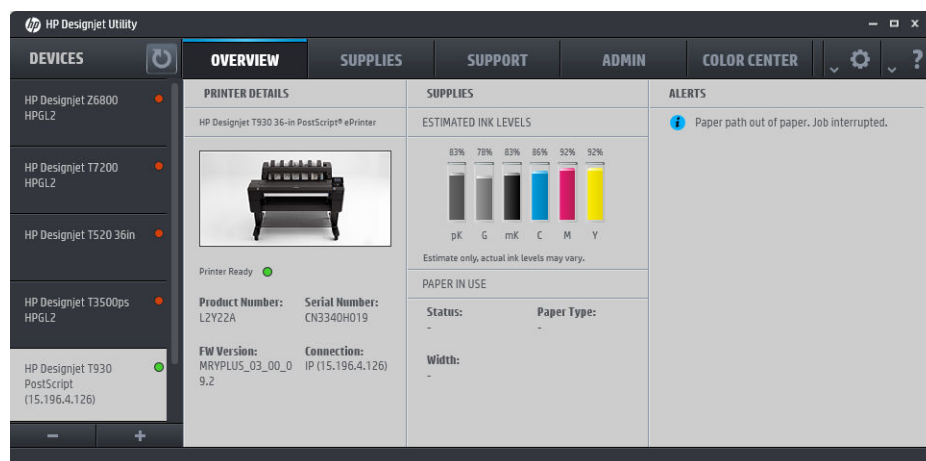 HP Designjet Utility
DEVICES
OVERVIEW
SUPPLIES
SUPPORT
ADMIN
COLOR CENTER
?
HP Designjet Z6800
HPGL2
HP Designjet T7200
HPGL2
HP Designjet T520 36in
HP Designjet T3500ps
HPGL2
HP Designjet T930
PostScript
(15.196.4.126)
PRINTER DETAILS
HP Designjet T930 36-in PostScript® ePrinter
Printer Ready
Product Number: Serial Number:
L2Y22A CN3340H019
FW Version: Connection:
MRYPLUS_03_00_0 IP (15.196.4.126)
9.2
SUPPLIES
ESTIMATED INK LEVELS
83% 78% 83% 86% 92% 92%
pK G mK C M Y
Estimate only, actual ink levels may vary.
PAPER IN USE
Status: Paper Type:
- -
Width:
-
ALERTS
Paper path out of paper. Job interrupted.